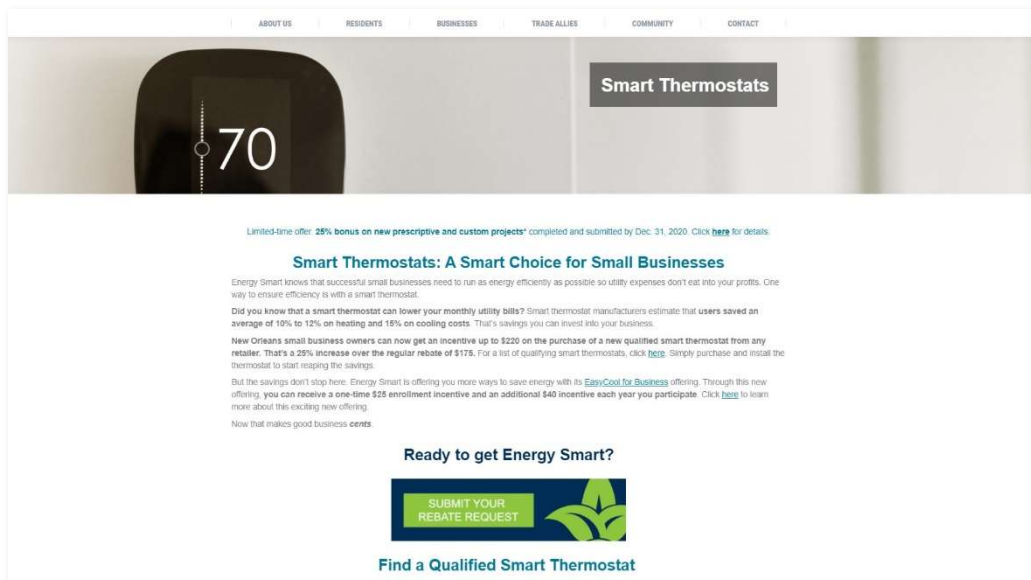 ABOUT US RESIDENTS BUSINESSES TRADE ALLIES COMMUNITY CONTACT
Smart Thermostats
70
Limited-time offer: 25% bonus on new prescriptive and custom projects* completed and submitted by Dec. 31, 2020. Click here for details.
Smart Thermostats: A Smart Choice for Small Businesses
Energy Smart knows that successful small businesses need to run as energy efficiently as possible so utility expenses don't eat into your profits. One
way to ensure efficiency is with a smart thermostat.
Did you know that a smart thermostat can lower your monthly utility bills? Smart thermostat manufacturers estimate that users saved an
average of 10% to 12% on heating and 15% on cooling costs. That's savings you can invest into your business.
New Orleans small business owners can now get an incentive up to $220 on the purchase of a new qualified smart thermostat from any
retailer. That's a 25% increase over the regular rebate of $175. For a list of qualifying smart thermostats, click here. Simply purchase and install the
thermostat to start reaping the savings.
But the savings don't stop here. Energy Smart is offering you more ways to save energy with its EasyCool for Business offering. Through this new
offering, you can receive a one-time $25 enrollment incentive and an additional $40 incentive each year you participate. Click here to learn
more about this exciting new offering.
Now that makes good business cents.
Ready to get Energy Smart?
SUBMIT YOUR
REBATE REQUEST
Find a Qualified Smart Thermostat